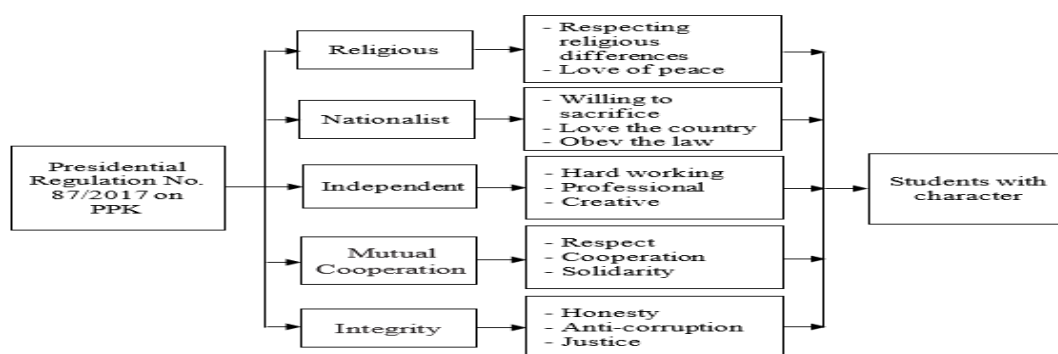 Presidential
Regulation No.
87/2017 on
PPK
Religious
- Respecting
religious
differences
- Love of peace
Nationalist
- Willing to
sacrifice
- Love the country
- Obey the law
Independent
- Hard working
- Professional
- Creative
Mutual
Cooperation
- Respect
- Cooperation
- Solidarity
Integrity
- Honesty
- Anti-corruption
- Justice
Students with
character